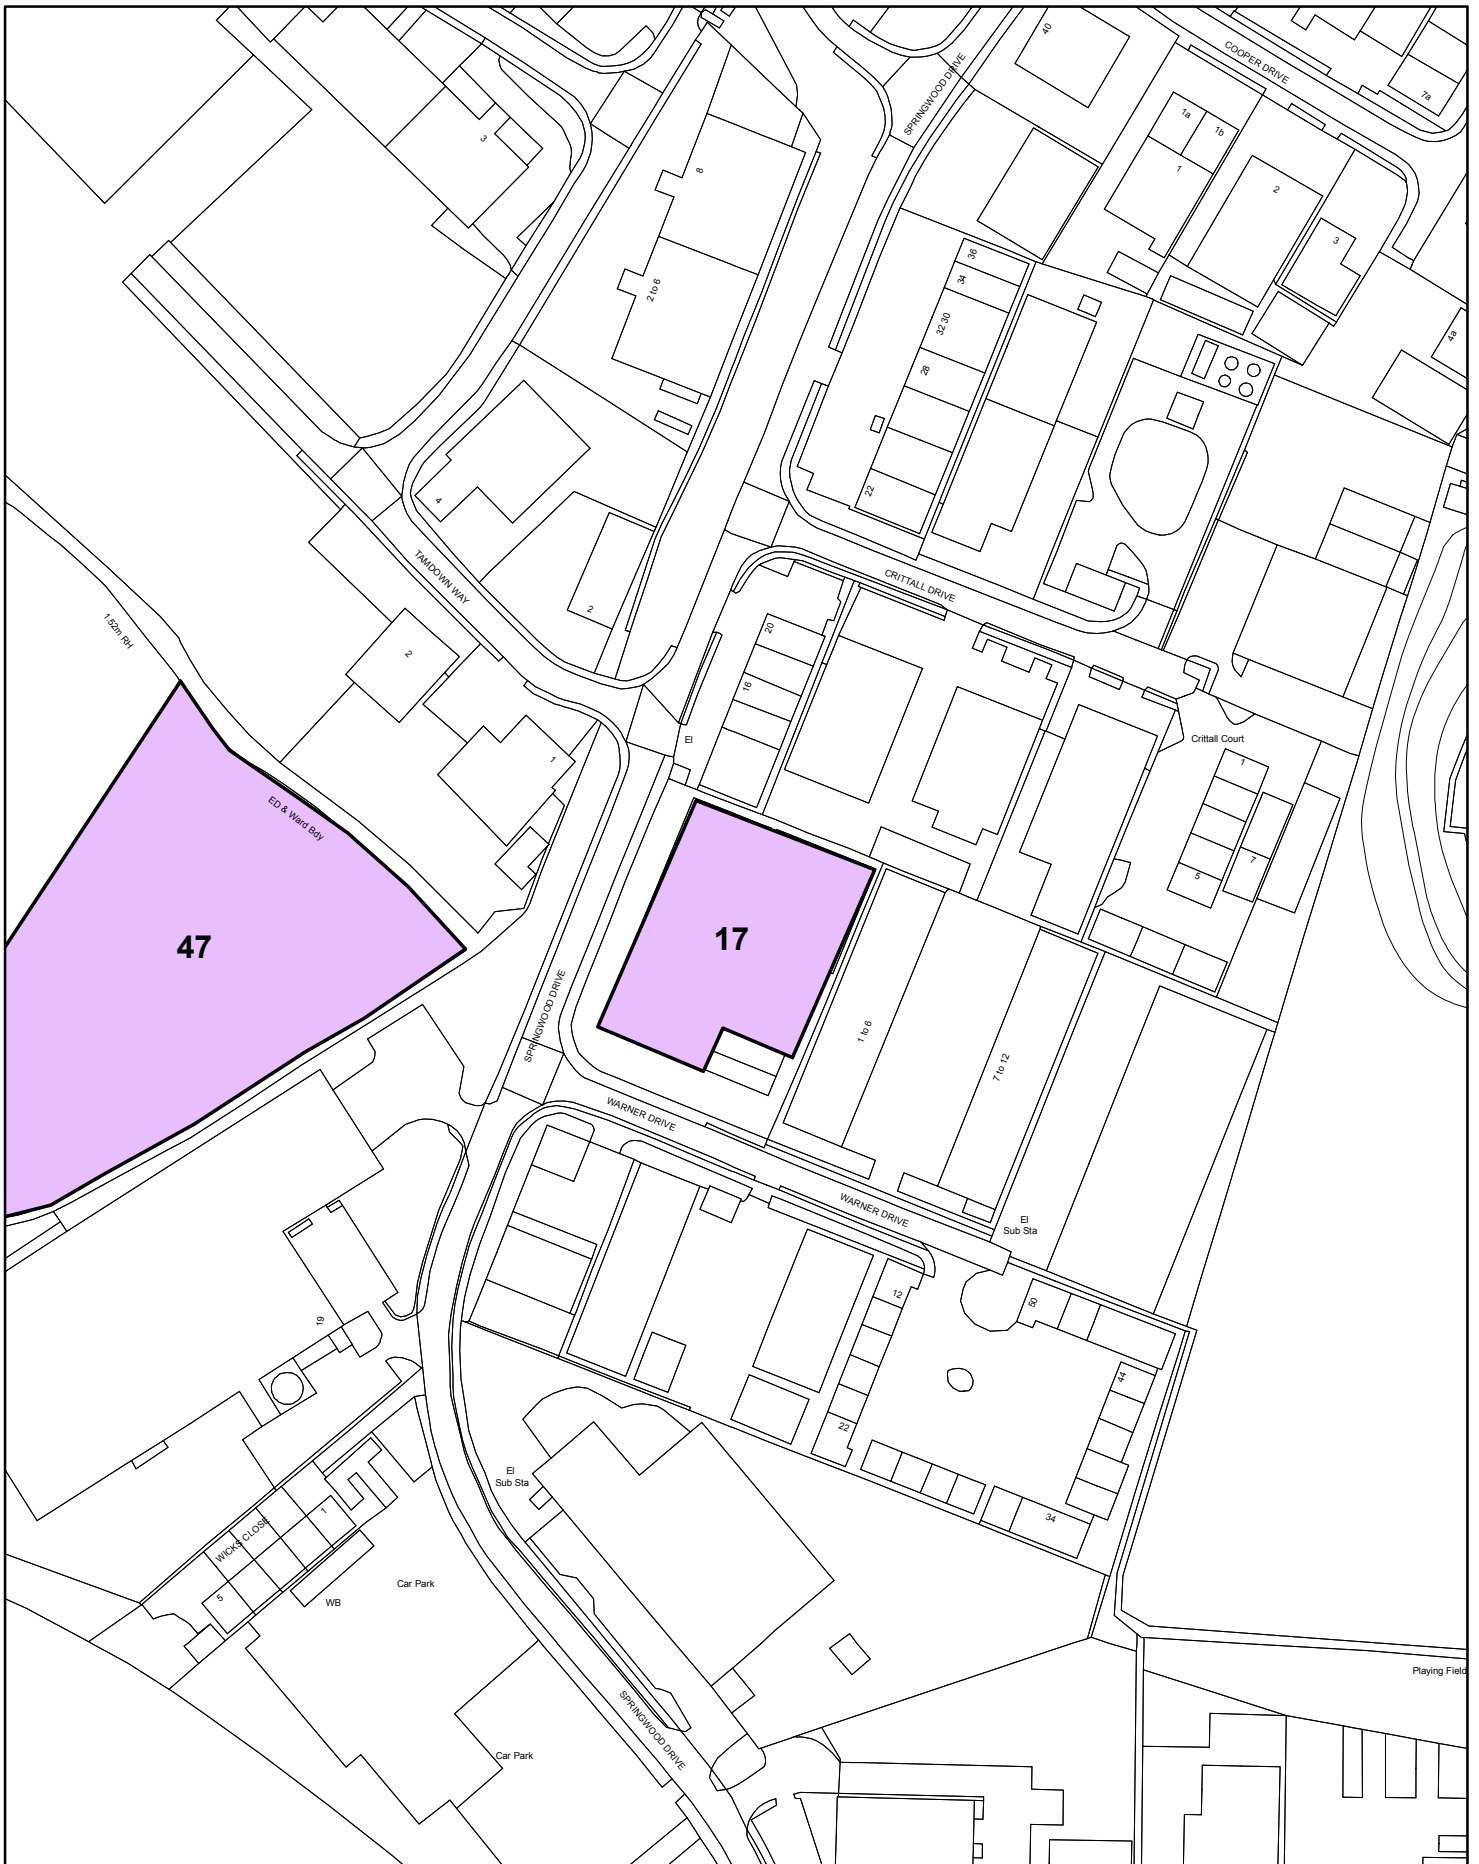 40
COOPER DRIVE
SPRINGWOOD DRIVE
7a
1a
1b
3
8
1
2
3
36
34
2 to 6
32 30
4a
28
22
4
TAMDOWN WAY
CRITTALL DRIVE
2
1.52m RH
20
2
16
El
Crittall Court
1
1
ED & Ward Bdy
7
5
47
17
SPRINGWOOD DRIVE
1 to 6
7 to 12
WARNER DRIVE
WARNER DRIVE
El
Sub Sta
12
50
19
44
22
El
Sub Sta
34
1
WICKS CLOSE
5
Car Park
WB
Playing Field
SPRINGWOOD DRIVE
Car Park